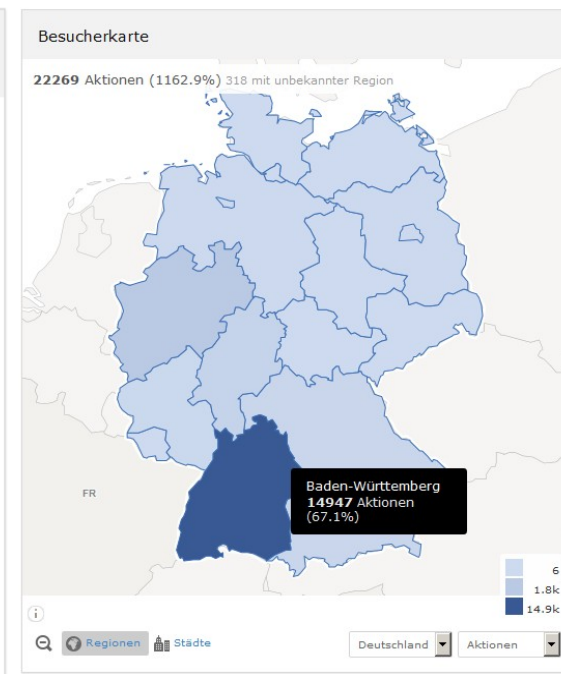 Besucherkarte
22269 Aktionen (1162.9%) 318 mit unbekannter Region
Baden-Württemberg
14947 Aktionen
(67.1%)
FR
6
1.8k
14.9k
i
Regionen Städte Deutschland Aktionen